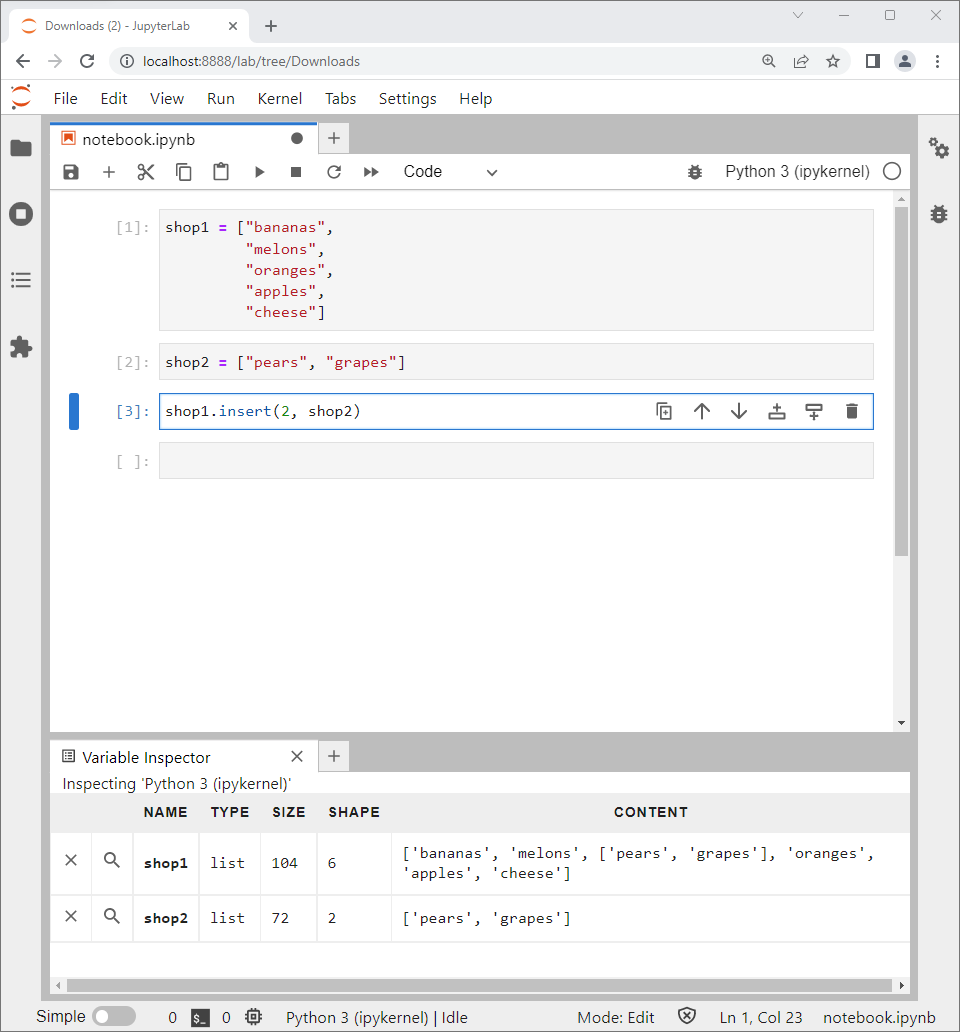 Downloads (2) - JupyterLab
localhost:8888/lab/tree/Downloads
File Edit View Run Kernel Tabs Settings Help
notebook.ipynb
Code Python 3 (ipykernel)
[1]: shop1 = ["bananas",
"melons",
"oranges",
"apples",
"cheese"]
[2]: shop2 = ["pears", "grapes"]
[3]: shop1.insert(2, shop2)
[ ]:
Variable Inspector
Inspecting 'Python 3 (ipykernel)'
NAME TYPE SIZE SHAPE CONTENT
shop1 list 104 6 ['bananas', 'melons', ['pears', 'grapes'], 'oranges',
'apples', 'cheese']
shop2 list 72 2 ['pears', 'grapes']
Simple 0 $_ 0 Python 3 (ipykernel) | Idle Mode: Edit Ln 1, Col 23 notebook.ipynb